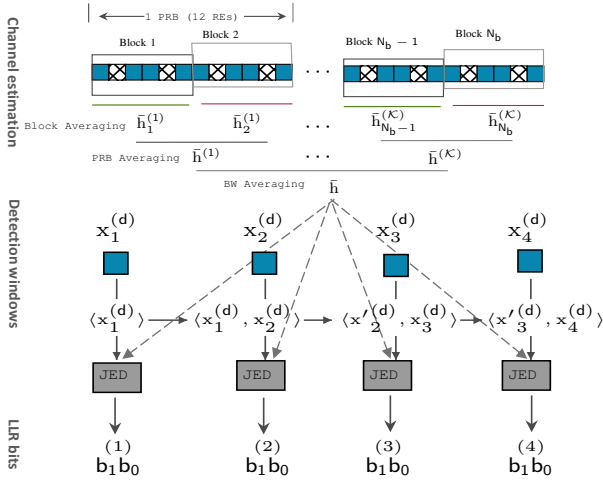 1 PRB (12 REs)
Block 1 Block 2 Block N_b − 1 Block N_b
Channel estimation
· · ·
Block Averaging h̄_1^(1) h̄_2^(1) · · · h̄_{N_b−1}^(𝒦) h̄_{N_b}^(𝒦)
PRB Averaging h̄^(1) · · · h̄^(𝒦)
BW Averaging h̄
Detection windows
x_1^(d) x_2^(d) x_3^(d) x_4^(d)
⟨x_1^(d)⟩ ⟨x_1^(d), x_2^(d)⟩ ⟨x'_2^(d), x_3^(d)⟩ ⟨x'_3^(d), x_4^(d)⟩
JED JED JED JED
LLR bits
(1) (2) (3) (4)
b_1b_0 b_1b_0 b_1b_0 b_1b_0